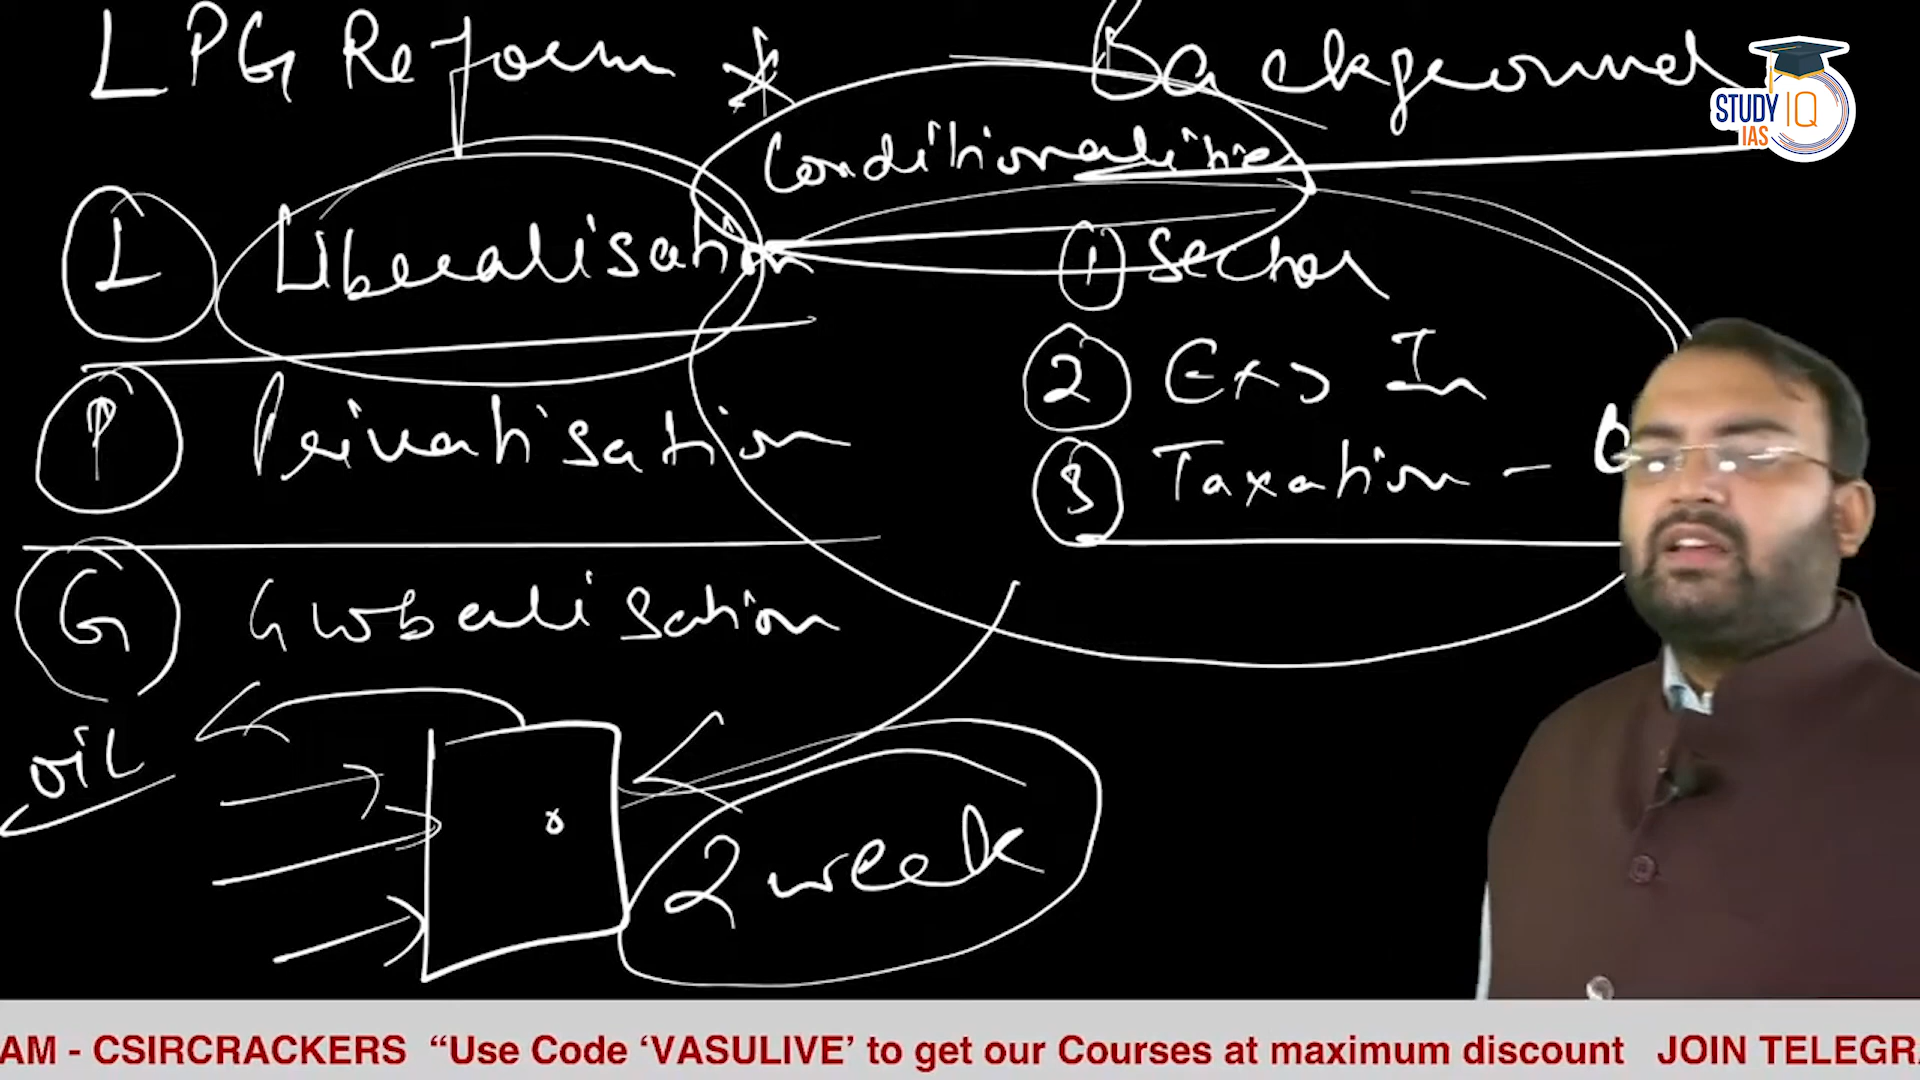 LPG Reform * Background
STUDY IQ
IAS
Conditionalitie
L Liberalisation
1 Sector
2 Ex In
P Privatisation
3 Taxation -
G Globalisation
oil
2 week
AM - CSIRCRACKERS “Use Code ‘VASULIVE’ to get our Courses at maximum discount JOIN TELEGR